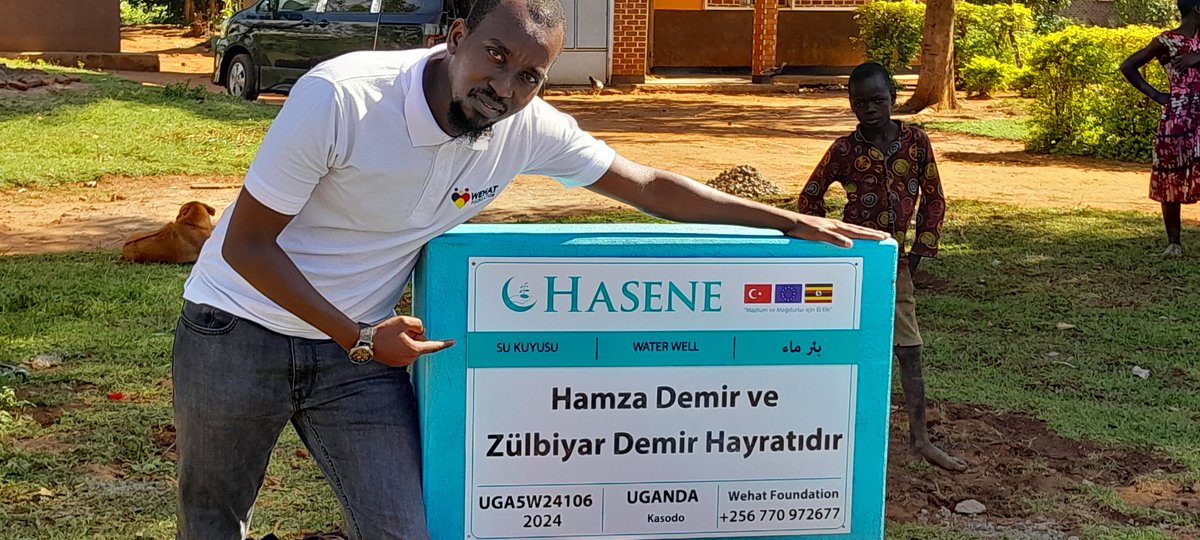 WEHAT
FOUNDATION
HASENE
"Mazlum ve Mağdurlar için El Ele"
SU KUYUSU
WATER WELL
بئر ماء
Hamza Demir ve
Zülbiyar Demir Hayratıdır
UGA5W24106
2024
UGANDA
Kasodo
Wehat Foundation
+256 770 972677